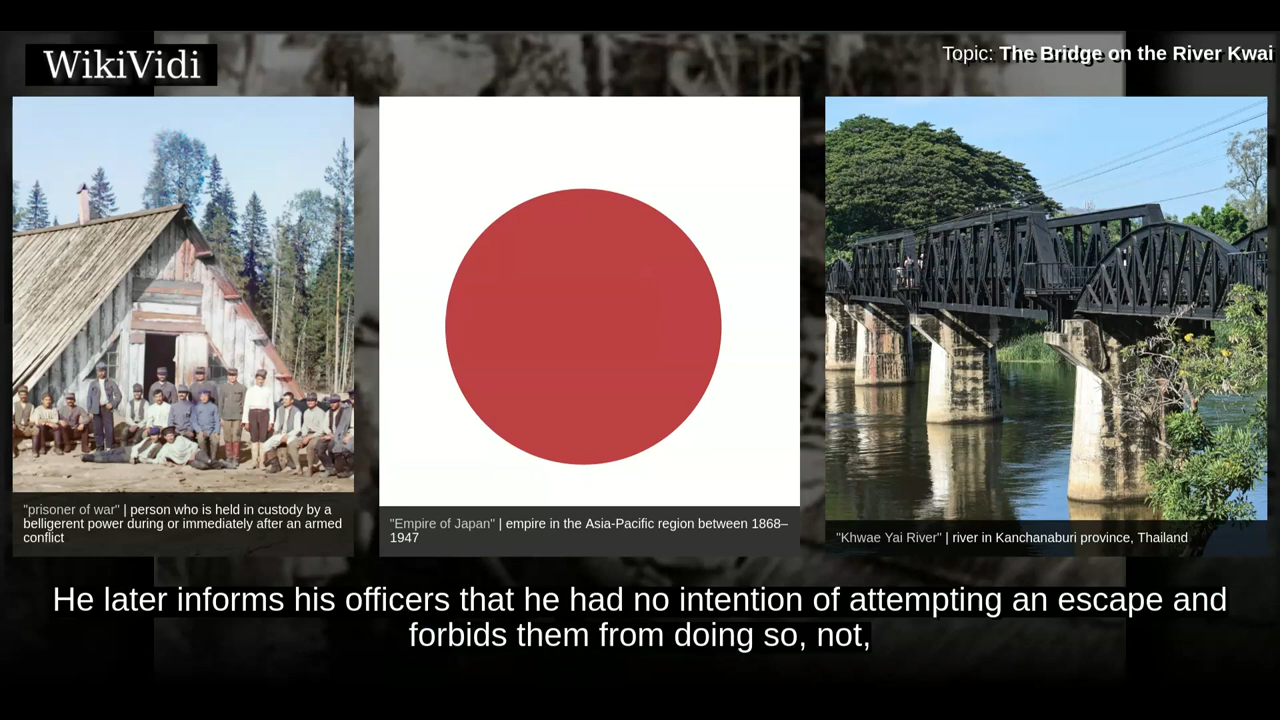 WikiVidi
Topic: The Bridge on the River Kwai
"prisoner of war" | person who is held in custody by a
belligerent power during or immediately after an armed
conflict
"Empire of Japan" | empire in the Asia-Pacific region between 1868–
1947
"Khwae Yai River" | river in Kanchanaburi province, Thailand
He later informs his officers that he had no intention of attempting an escape and
forbids them from doing so, not,